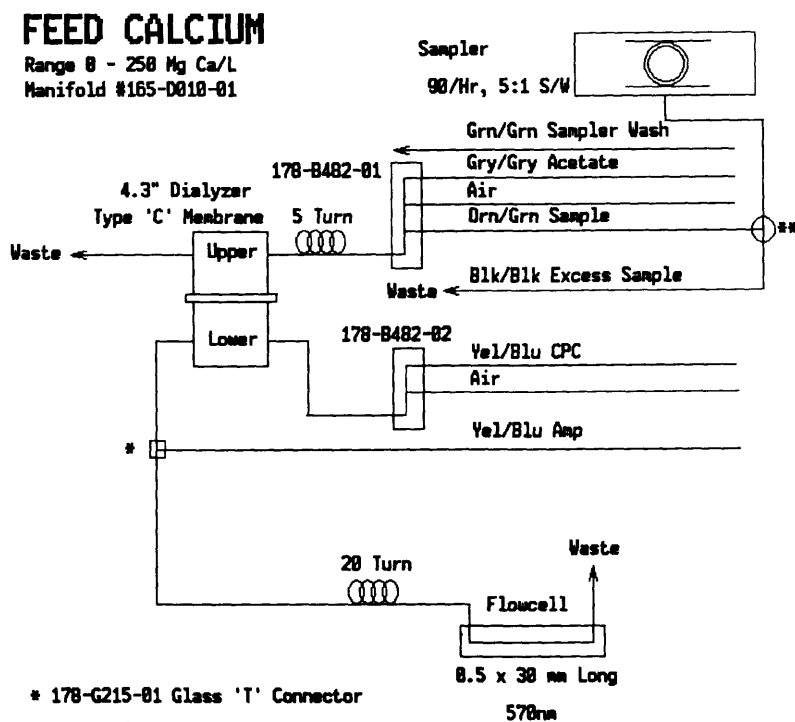 FEED CALCIUM
Range 0 - 250 Mg Ca/L
Manifold #165-D010-01
Sampler
90/Hr, 5:1 S/W
Grn/Grn Sampler Wash
178-B482-01
Gry/Gry Acetate
4.3" Dialyzer
Air
Type 'C' Membrane
5 Turn
Orn/Grn Sample
**
Waste
Upper
Blk/Blk Excess Sample
Waste
Lower
178-B482-02
Yel/Blu CPC
Air
*
Yel/Blu Amp
20 Turn
Waste
Flowcell
0.5 x 30 mm Long
* 178-G215-01 Glass 'T' Connector
570nm